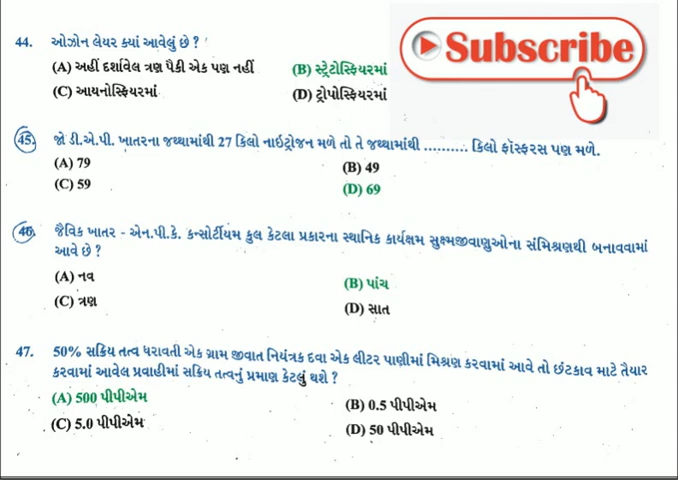 Subscribe
44. ઓઝોન લેયર ક્યાં આવેલું છે ?
(A) અહીં દર્શાવેલ ત્રણ પૈકી એક પણ નહીં (B) સ્ટ્રેટોસ્ફિયરમાં
(C) આયનોસ્ફિયરમાં (D) ટ્રોપોસ્ફિયરમાં
45. જો ડી.એ.પી. ખાતરના જથ્થામાંથી 27 કિલો નાઇટ્રોજન મળે તો તે જથ્થામાંથી .......... કિલો ફૉસ્ફરસ પણ મળે.
(A) 79 (B) 49
(C) 59 (D) 69
46. જૈવિક ખાતર - એન.પી.કે. કન્સોર્ટીયમ કુલ કેટલા પ્રકારના સ્થાનિક કાર્યક્ષમ સુક્ષ્મજીવાણુઓના સંમિશ્રણથી બનાવવામાં
આવે છે ?
(A) નવ (B) પાંચ
(C) ત્રણ (D) સાત
47. 50% સક્રિય તત્વ ધરાવતી એક ગ્રામ જીવાત નિયંત્રક દવા એક લીટર પાણીમાં મિશ્રણ કરવામાં આવે તો છંટકાવ માટે તૈયાર
કરવામાં આવેલ પ્રવાહીમાં સક્રિય તત્વનું પ્રમાણ કેટલું થશે ?
(A) 500 પીપીએમ (B) 0.5 પીપીએમ
(C) 5.0 પીપીએમ (D) 50 પીપીએમ